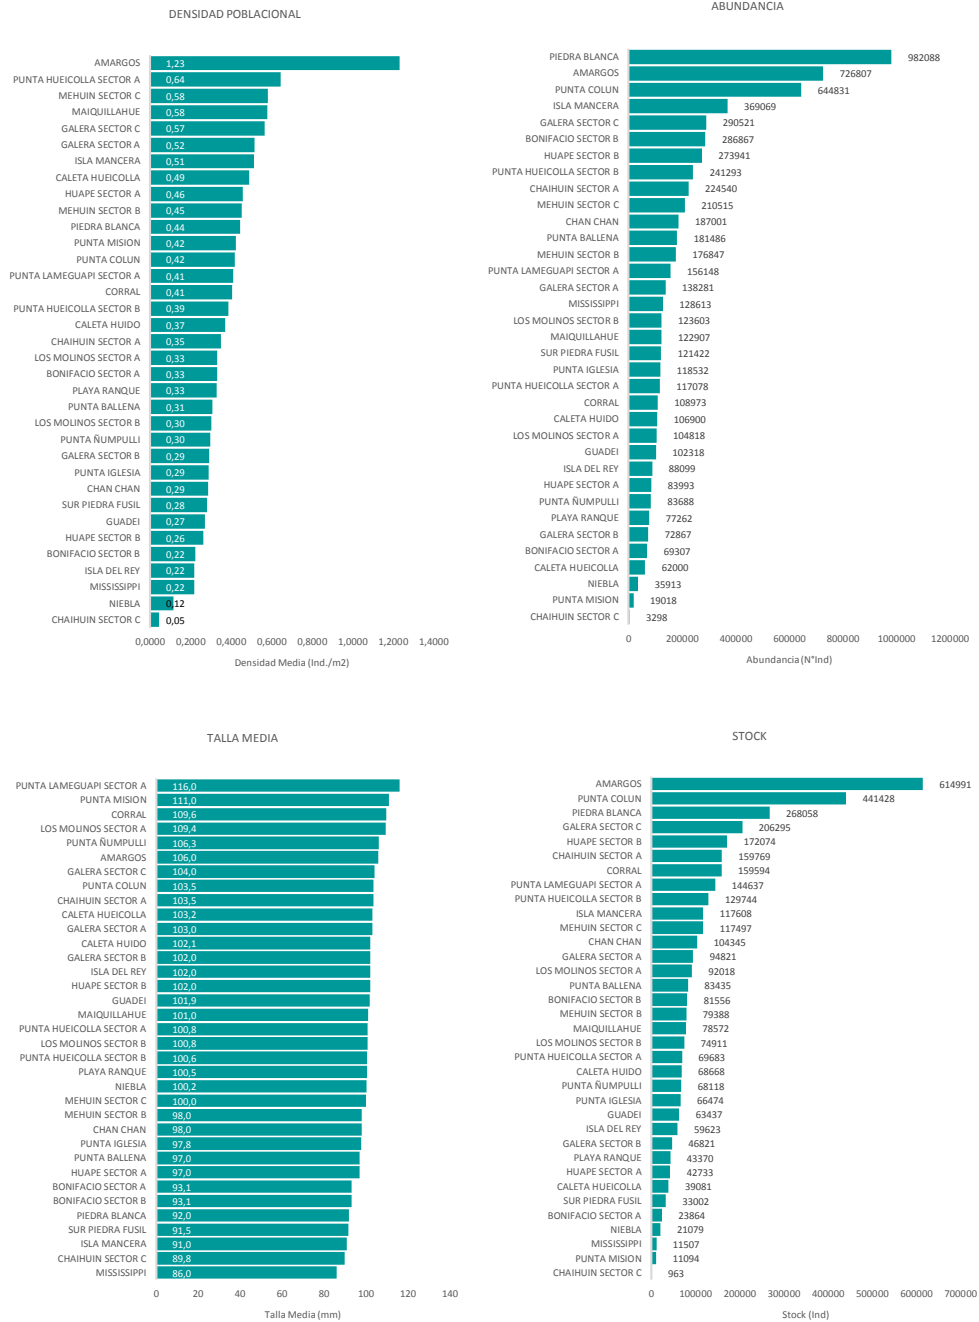 DENSIDAD POBLACIONAL
AMARGOS 1,23
PUNTA HUEICOLLA SECTOR A 0,64
MEHUIN SECTOR C 0,58
MAIQUILLAHUE 0,58
GALERA SECTOR C 0,57
GALERA SECTOR A 0,52
ISLA MANCERA 0,51
CALETA HUEICOLLA 0,49
HUAPE SECTOR A 0,46
MEHUIN SECTOR B 0,45
PIEDRA BLANCA 0,44
PUNTA MISION 0,42
PUNTA COLUN 0,42
PUNTA LAMEGUAPI SECTOR A 0,41
CORRAL 0,41
PUNTA HUEICOLLA SECTOR B 0,39
CALETA HUIDO 0,37
CHAIHUIN SECTOR A 0,35
LOS MOLINOS SECTOR A 0,33
BONIFACIO SECTOR A 0,33
PLAYA RANQUE 0,33
PUNTA BALLENA 0,31
LOS MOLINOS SECTOR B 0,30
PUNTA ÑUMPULLI 0,30
GALERA SECTOR B 0,29
PUNTA IGLESIA 0,29
CHAN CHAN 0,29
SUR PIEDRA FUSIL 0,28
GUADEI 0,27
HUAPE SECTOR B 0,26
BONIFACIO SECTOR B 0,22
ISLA DEL REY 0,22
MISSISSIPPI 0,22
NIEBLA 0,12
CHAIHUIN SECTOR C 0,05
0,0000 0,2000 0,4000 0,6000 0,8000 1,0000 1,2000 1,4000
Densidad Media (Ind./m2)
ABUNDANCIA
PIEDRA BLANCA 982088
AMARGOS 726807
PUNTA COLUN 644831
ISLA MANCERA 369069
GALERA SECTOR C 290521
BONIFACIO SECTOR B 286867
HUAPE SECTOR B 273941
PUNTA HUEICOLLA SECTOR B 241293
CHAIHUIN SECTOR A 224540
MEHUIN SECTOR C 210515
CHAN CHAN 187001
PUNTA BALLENA 181486
MEHUIN SECTOR B 176847
PUNTA LAMEGUAPI SECTOR A 156148
GALERA SECTOR A 138281
MISSISSIPPI 128613
LOS MOLINOS SECTOR B 123603
MAIQUILLAHUE 122907
SUR PIEDRA FUSIL 121422
PUNTA IGLESIA 118532
PUNTA HUEICOLLA SECTOR A 117078
CORRAL 108973
CALETA HUIDO 106900
LOS MOLINOS SECTOR A 104818
GUADEI 102318
ISLA DEL REY 88099
HUAPE SECTOR A 83993
PUNTA ÑUMPULLI 83688
PLAYA RANQUE 77262
GALERA SECTOR B 72867
BONIFACIO SECTOR A 69307
CALETA HUEICOLLA 62000
NIEBLA 35913
PUNTA MISION 19018
CHAIHUIN SECTOR C 3298
0 200000 400000 600000 800000 1000000 1200000
Abundancia (N°Ind)
TALLA MEDIA
PUNTA LAMEGUAPI SECTOR A 116,0
PUNTA MISION 111,0
CORRAL 109,6
LOS MOLINOS SECTOR A 109,4
PUNTA ÑUMPULLI 106,3
AMARGOS 106,0
GALERA SECTOR C 104,0
PUNTA COLUN 103,5
CHAIHUIN SECTOR A 103,5
CALETA HUEICOLLA 103,2
GALERA SECTOR A 103,0
CALETA HUIDO 102,1
GALERA SECTOR B 102,0
ISLA DEL REY 102,0
HUAPE SECTOR B 102,0
GUADEI 101,9
MAIQUILLAHUE 101,0
PUNTA HUEICOLLA SECTOR A 100,8
LOS MOLINOS SECTOR B 100,8
PUNTA HUEICOLLA SECTOR B 100,6
PLAYA RANQUE 100,5
NIEBLA 100,2
MEHUIN SECTOR C 100,0
MEHUIN SECTOR B 98,0
CHAN CHAN 98,0
PUNTA IGLESIA 97,8
PUNTA BALLENA 97,0
HUAPE SECTOR A 97,0
BONIFACIO SECTOR A 93,1
BONIFACIO SECTOR B 93,1
PIEDRA BLANCA 92,0
SUR PIEDRA FUSIL 91,5
ISLA MANCERA 91,0
CHAIHUIN SECTOR C 89,8
MISSISSIPPI 86,0
0 20 40 60 80 100 120 140
Talla Media (mm)
STOCK
AMARGOS 614991
PUNTA COLUN 441428
PIEDRA BLANCA 268058
GALERA SECTOR C 206295
HUAPE SECTOR B 172074
CHAIHUIN SECTOR A 159769
CORRAL 159594
PUNTA LAMEGUAPI SECTOR A 144637
PUNTA HUEICOLLA SECTOR B 129744
ISLA MANCERA 117608
MEHUIN SECTOR C 117497
CHAN CHAN 104345
GALERA SECTOR A 94821
LOS MOLINOS SECTOR A 92018
PUNTA BALLENA 83435
BONIFACIO SECTOR B 81556
MEHUIN SECTOR B 79388
MAIQUILLAHUE 78572
LOS MOLINOS SECTOR B 74911
PUNTA HUEICOLLA SECTOR A 69683
CALETA HUIDO 68668
PUNTA ÑUMPULLI 68118
PUNTA IGLESIA 66474
GUADEI 63437
ISLA DEL REY 59623
GALERA SECTOR B 46821
PLAYA RANQUE 43370
HUAPE SECTOR A 42733
CALETA HUEICOLLA 39081
SUR PIEDRA FUSIL 33002
BONIFACIO SECTOR A 23864
NIEBLA 21079
MISSISSIPPI 11507
PUNTA MISION 11094
CHAIHUIN SECTOR C 963
0 100000 200000 300000 400000 500000 600000 700000
Stock (Ind)